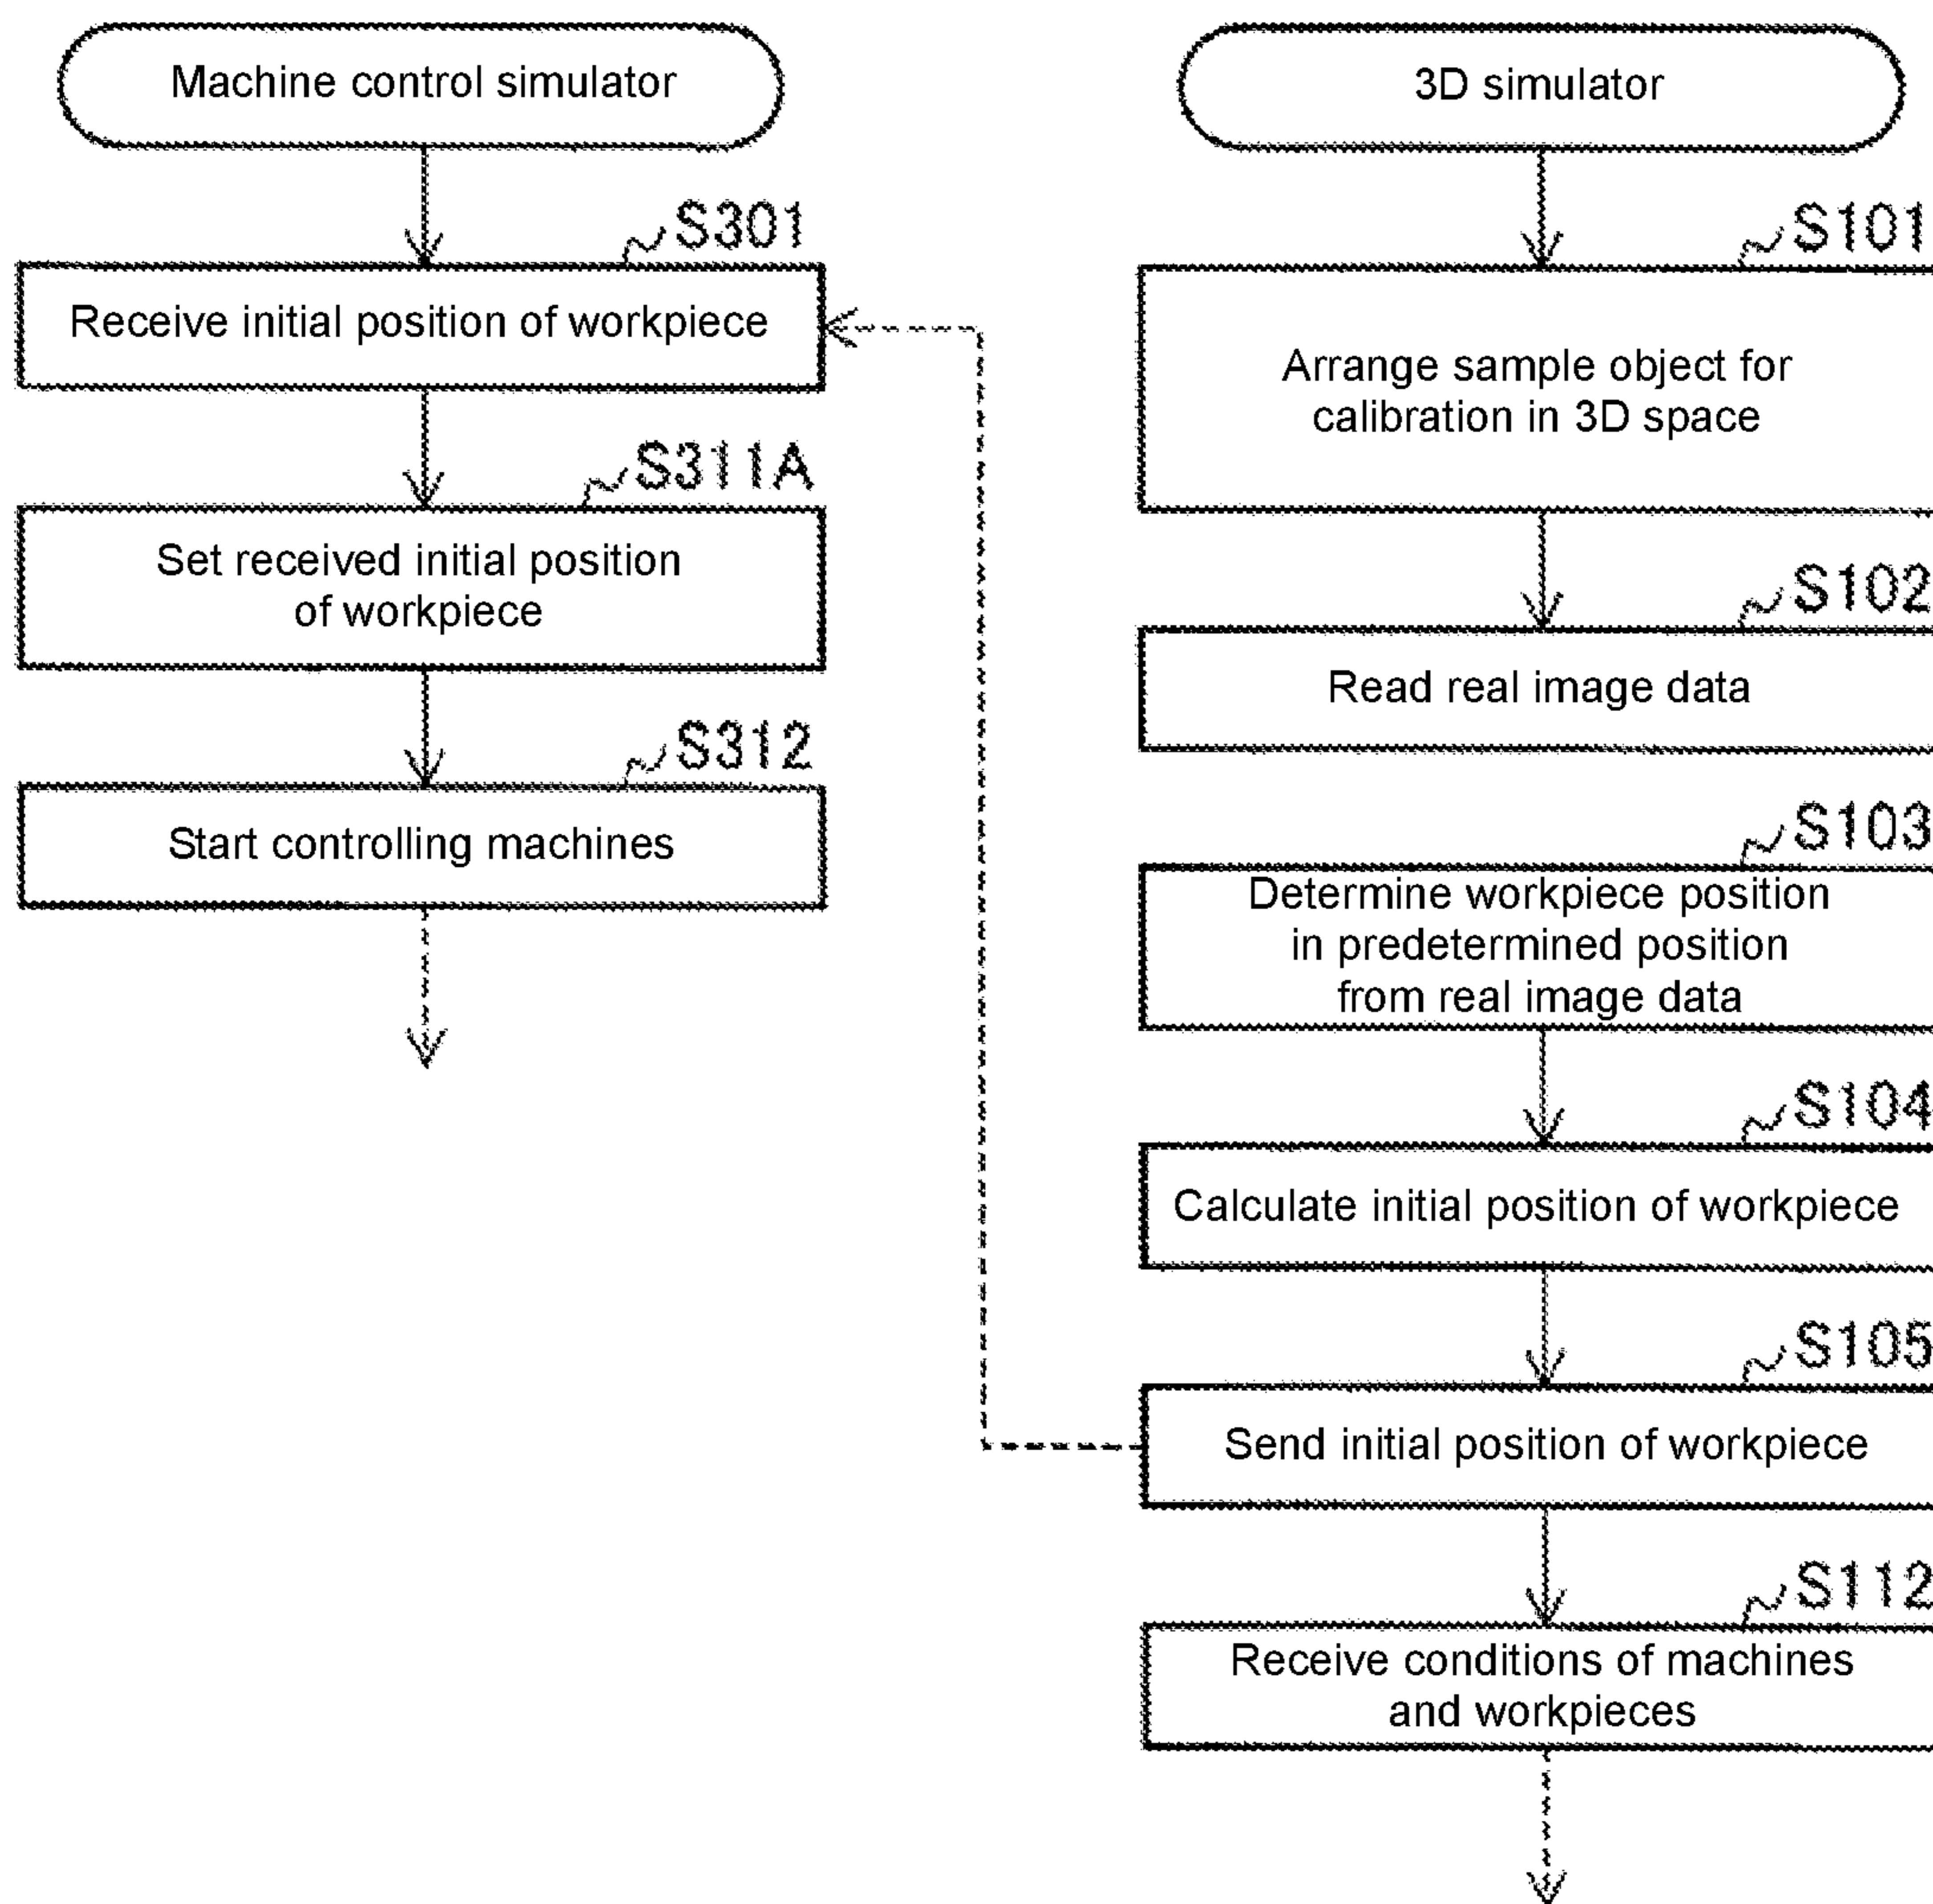 Machine control simulator
S301
Receive initial position of workpiece
S311A
Set received initial position
of workpiece
S312
Start controlling machines
3D simulator
S101
Arrange sample object for
calibration in 3D space
S102
Read real image data
S103
Determine workpiece position
in predetermined position
from real image data
S104
Calculate initial position of workpiece
S105
Send initial position of workpiece
S112
Receive conditions of machines
and workpieces